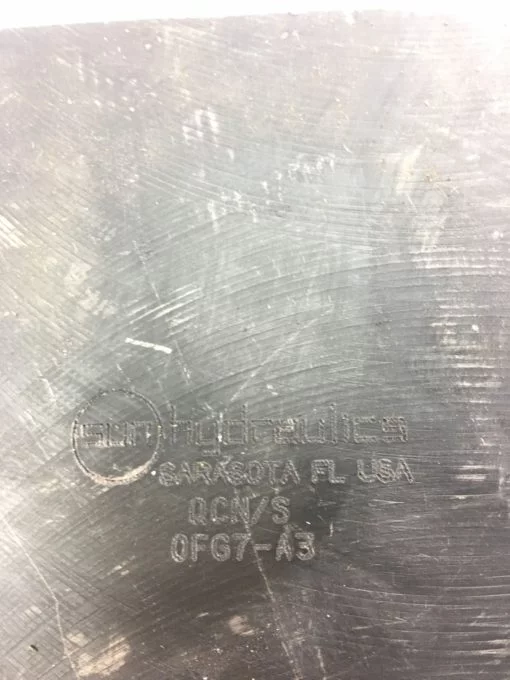 sun hydraulics
SARASOTA FL USA
QCN/S
0FG7-A3